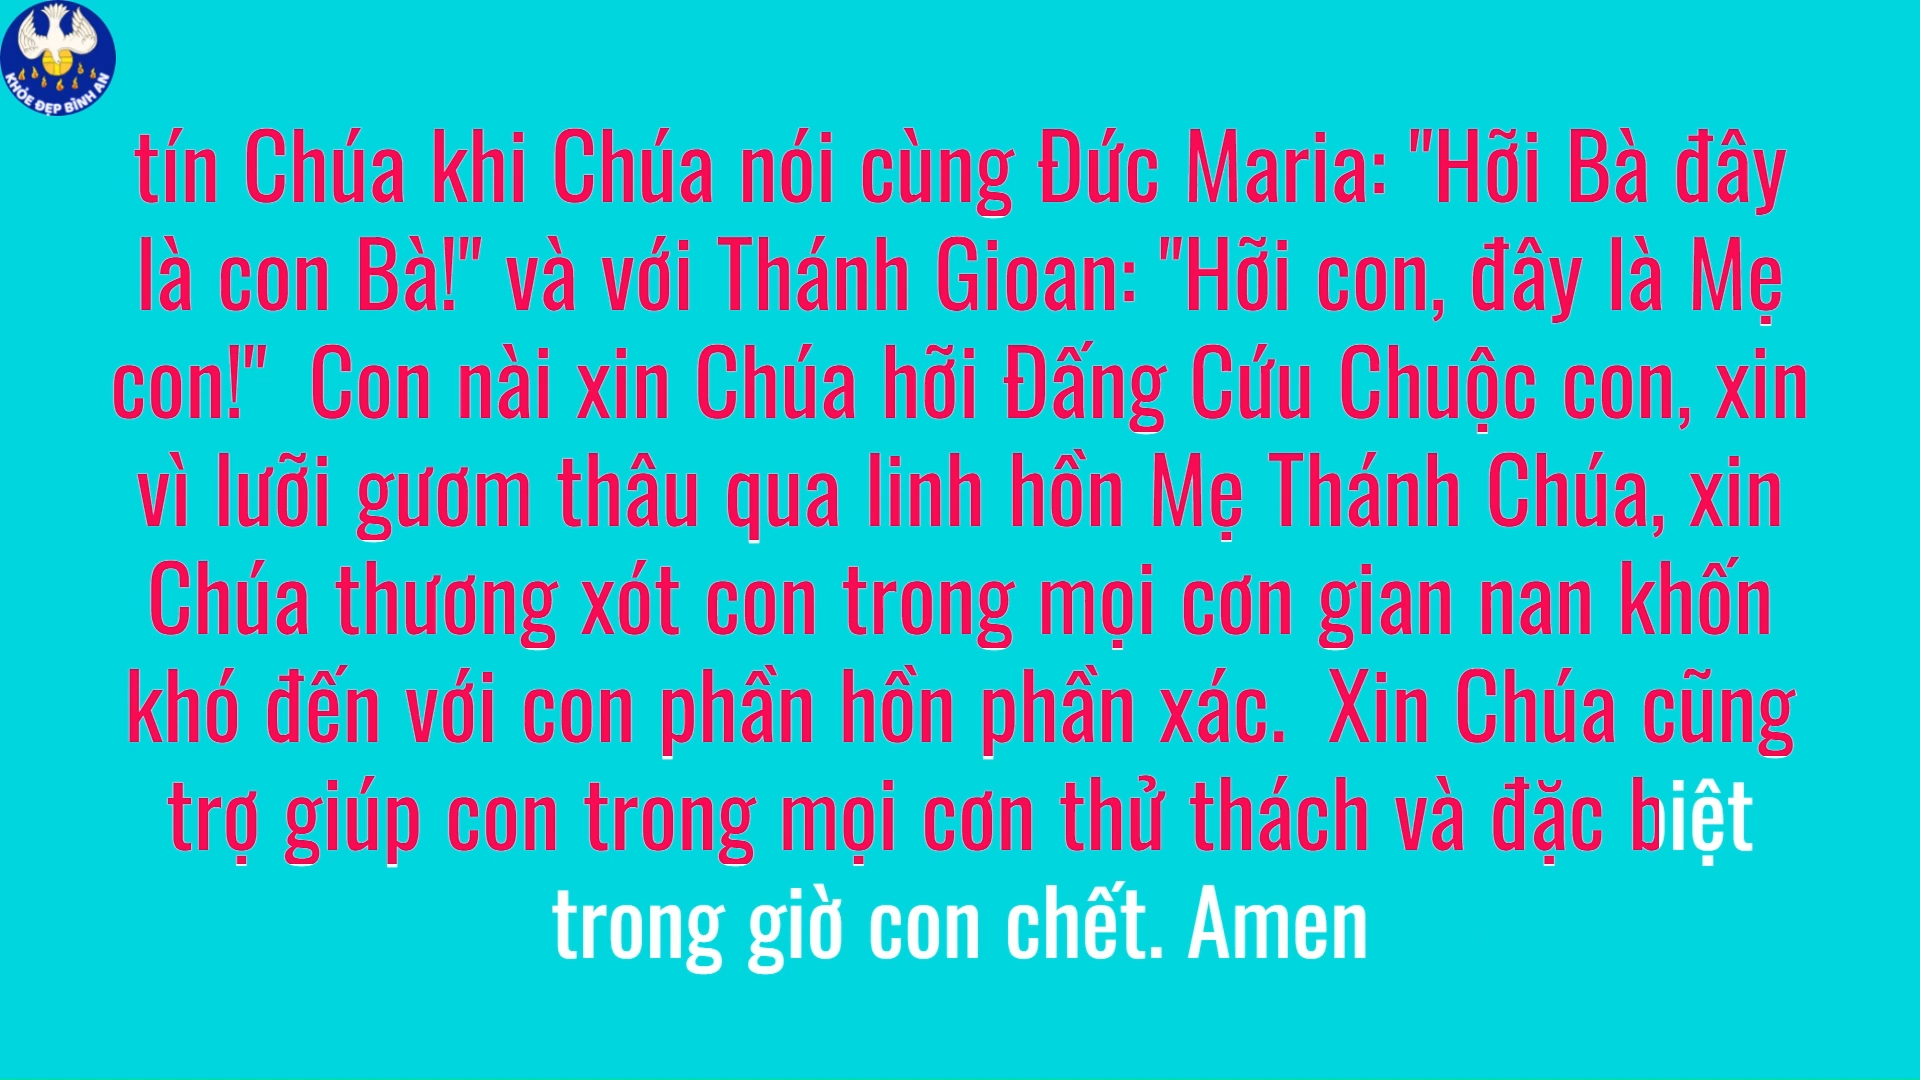 KHỎE ĐẸP BÌNH AN
tín Chúa khi Chúa nói cùng Đức Maria: "Hỡi Bà đây
là con Bà!" và với Thánh Gioan: "Hỡi con, đây là Mẹ
con!"  Con nài xin Chúa hỡi Đấng Cứu Chuộc con, xin
vì lưỡi gươm thâu qua linh hồn Mẹ Thánh Chúa, xin
Chúa thương xót con trong mọi cơn gian nan khốn
khó đến với con phần hồn phần xác.  Xin Chúa cũng
trợ giúp con trong mọi cơn thử thách và đặc biệt
trong giờ con chết. Amen